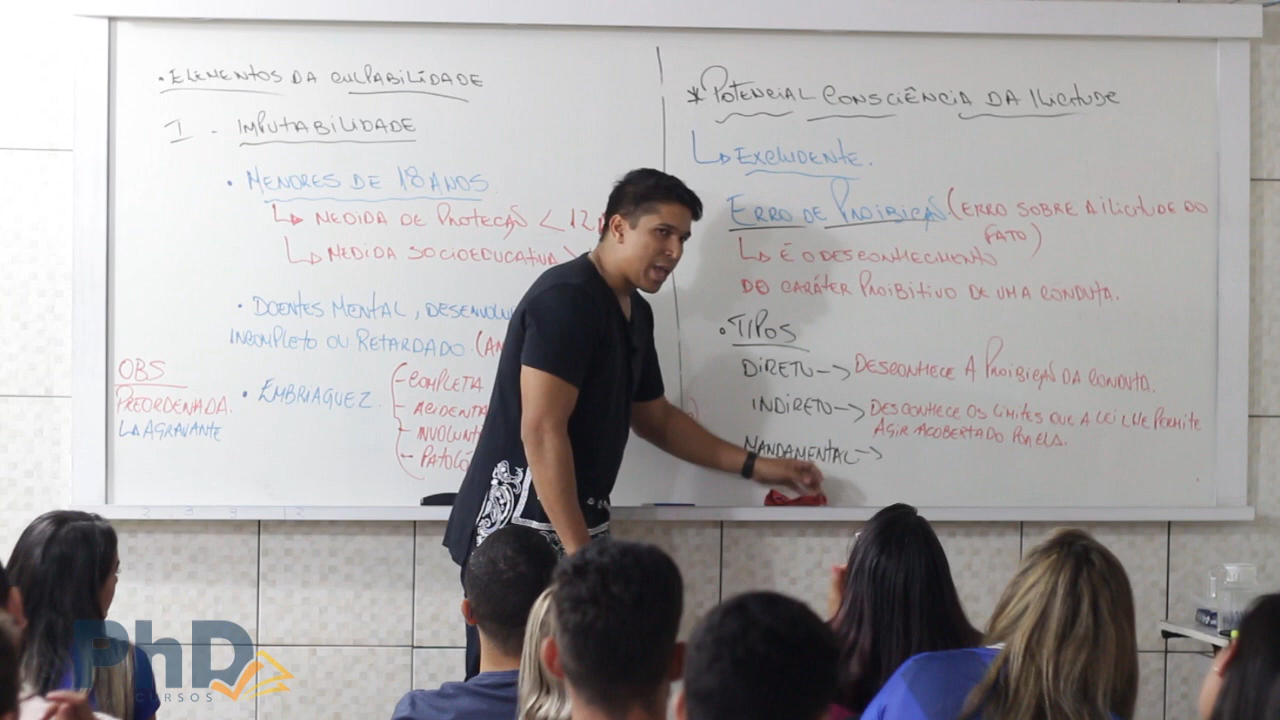 • ELEMENTOS DA CULPABILIDADE
I - IMPUTABILIDADE
• MENORES DE 18 ANOS
↳ MEDIDA DE PROTEÇÃO < 12
↳ MEDIDA SOCIOEDUCATIVA
• DOENTES MENTAL, DESENVOLV
INCOMPLETO OU RETARDADO. (AN
OBS
PREORDENADA.
↳ AGRAVANTE
• EMBRIAGUEZ.
- COMPLETA
- ACIDENTA
- INVOLUNT
- PATOLÓ
* POTENCIAL CONSCIÊNCIA DA ILICITUDE
↳ EXCLUDENTE.
ERRO DE PROIBIÇÃO (ERRO SOBRE A ILICITUDE DO
FATO)
↳ É O DESCONHECIMENTO
DO CARÁTER PROIBITIVO DE UMA CONDUTA.
• TIPOS
DIRETO -> DESCONHECE A PROIBIÇÃO DA CONDUTA.
INDIRETO -> DESCONHECE OS LIMITES QUE A LEI LHE PERMITE
AGIR ACOBERTADO POR ELA.
MANDAMENTAL ->
PhD
CURSOS